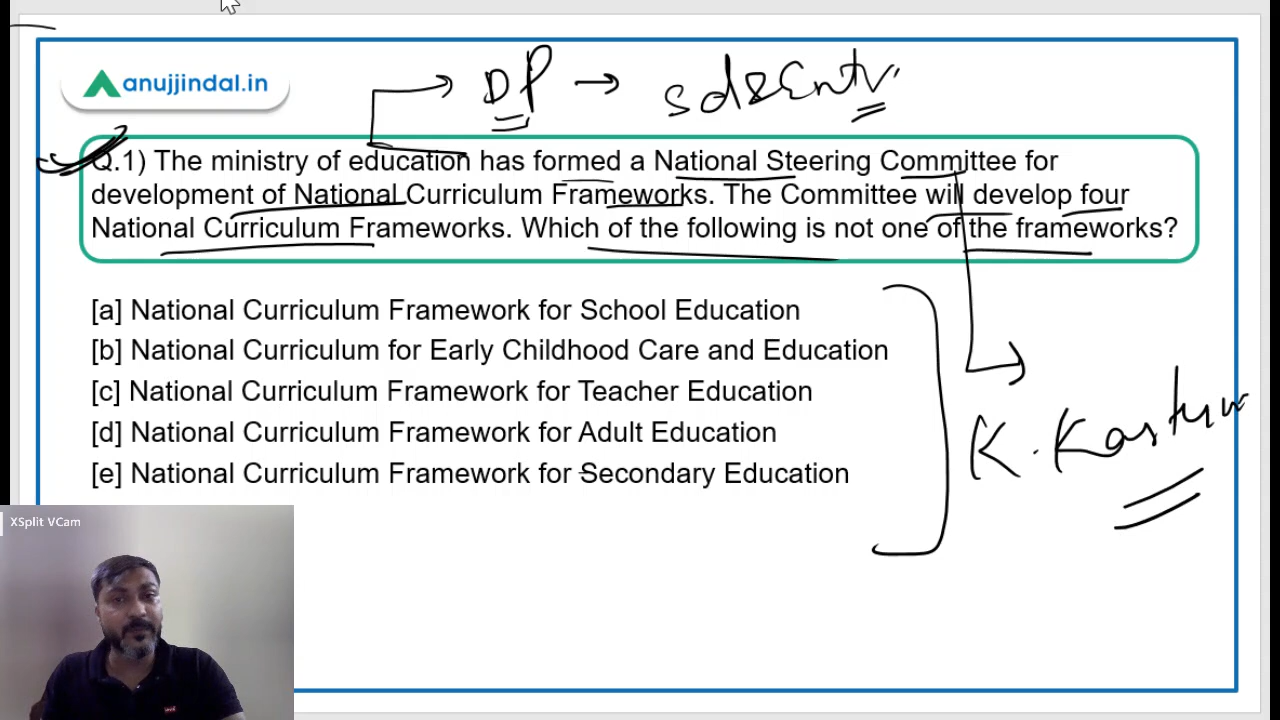 anujjindal.in
DP →
Q.1) The ministry of education has formed a National Steering Committee for
development of National Curriculum Frameworks. The Committee will develop four
National Curriculum Frameworks. Which of the following is not one of the frameworks?
[a] National Curriculum Framework for School Education
[b] National Curriculum for Early Childhood Care and Education
[c] National Curriculum Framework for Teacher Education
[d] National Curriculum Framework for Adult Education
[e] National Curriculum Framework for Secondary Education
K.
XSplit VCam